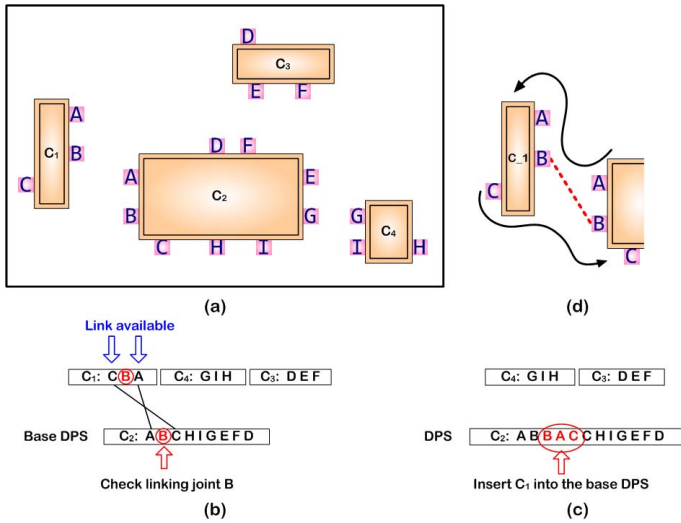 D
C₃
E F
A
C₁
B
C
D F
A
E
C₂
B
G
C H I
G
C₄
I
H
(a)
A
C_1
B
C
A
B
C
(d)
Link available
C₁: C B A
C₄: G I H
C₃: D E F
Base DPS
C₂: A B C H I G E F D
Check linking joint B
(b)
C₄: G I H
C₃: D E F
DPS
C₂: A B B A C C H I G E F D
Insert C₁ into the base DPS
(c)